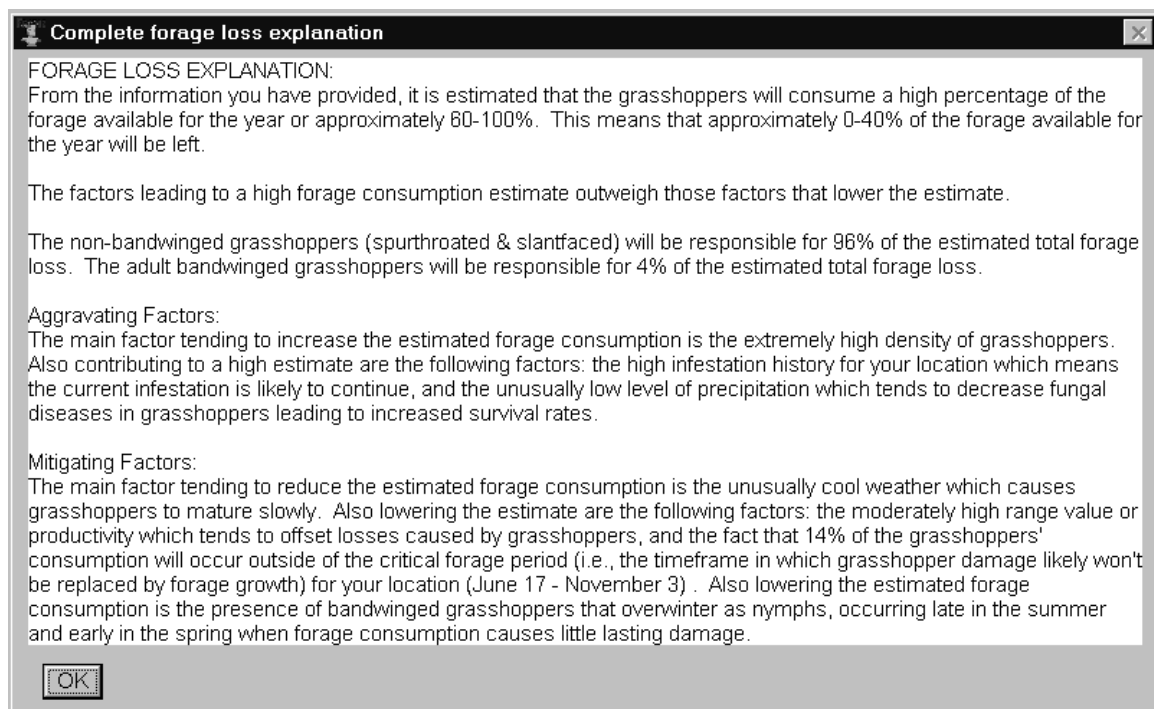 Complete forage loss explanation
FORAGE LOSS EXPLANATION:
From the information you have provided, it is estimated that the grasshoppers will consume a high percentage of the
forage available for the year or approximately 60-100%.  This means that approximately 0-40% of the forage available for
the year will be left.
The factors leading to a high forage consumption estimate outweigh those factors that lower the estimate.
The non-bandwinged grasshoppers (spurthroated & slantfaced) will be responsible for 96% of the estimated total forage
loss.  The adult bandwinged grasshoppers will be responsible for 4% of the estimated total forage loss.
Aggravating Factors:
The main factor tending to increase the estimated forage consumption is the extremely high density of grasshoppers.
Also contributing to a high estimate are the following factors: the high infestation history for your location which means
the current infestation is likely to continue, and the unusually low level of precipitation which tends to decrease fungal
diseases in grasshoppers leading to increased survival rates.
Mitigating Factors:
The main factor tending to reduce the estimated forage consumption is the unusually cool weather which causes
grasshoppers to mature slowly.  Also lowering the estimate are the following factors: the moderately high range value or
productivity which tends to offset losses caused by grasshoppers, and the fact that 14% of the grasshoppers'
consumption will occur outside of the critical forage period (i.e., the timeframe in which grasshopper damage likely won't
be replaced by forage growth) for your location (June 17 - November 3) .  Also lowering the estimated forage
consumption is the presence of bandwinged grasshoppers that overwinter as nymphs, occurring late in the summer
and early in the spring when forage consumption causes little lasting damage.
OK